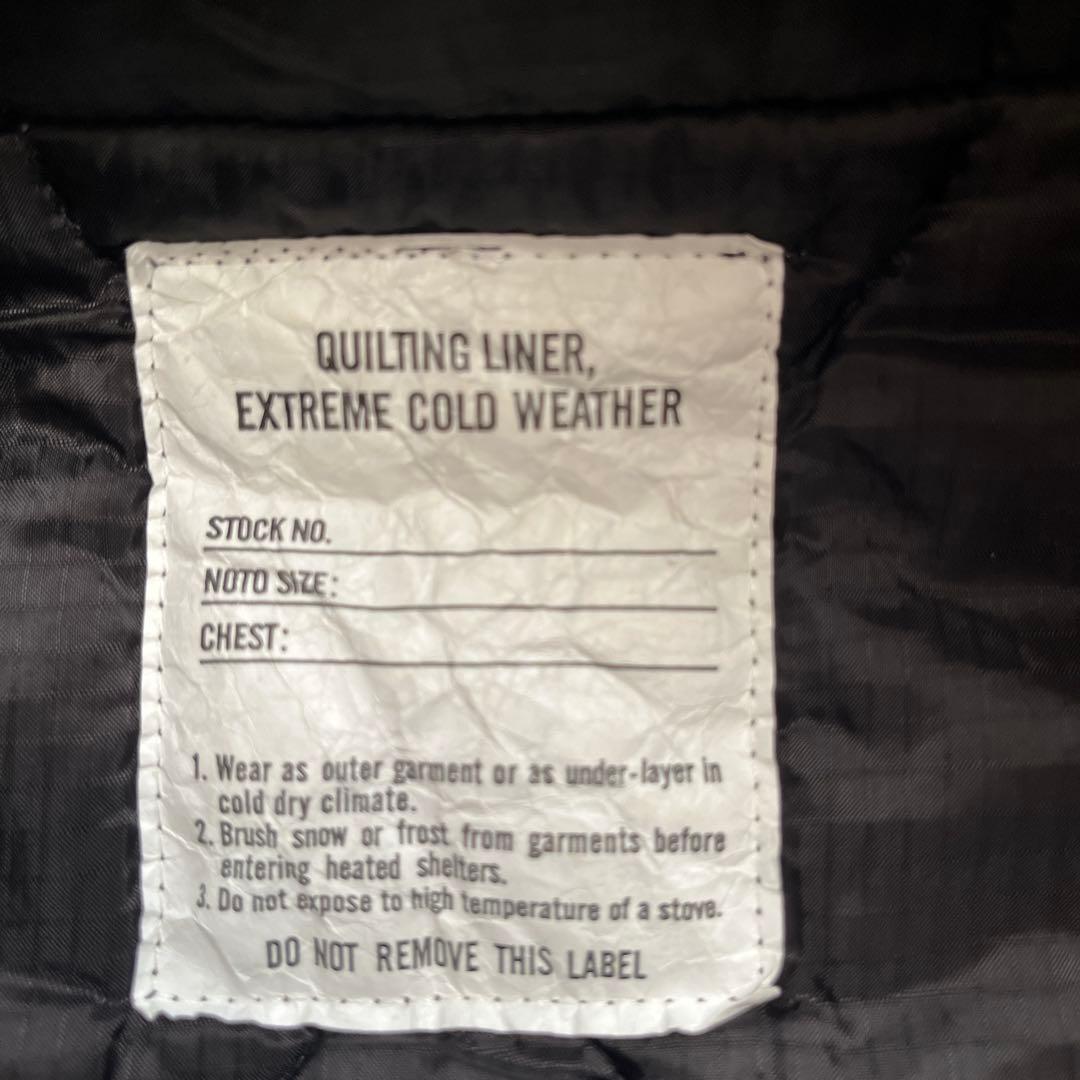 QUILTING LINER,
EXTREME COLD WEATHER
STOCK NO.
NOTO SIZE:
CHEST:
1. Wear as outer garment or as under-layer in
cold dry climate.
2. Brush snow or frost from garments before
entering heated shelters.
3. Do not expose to high temperature of a stove.
DO NOT REMOVE THIS LABEL